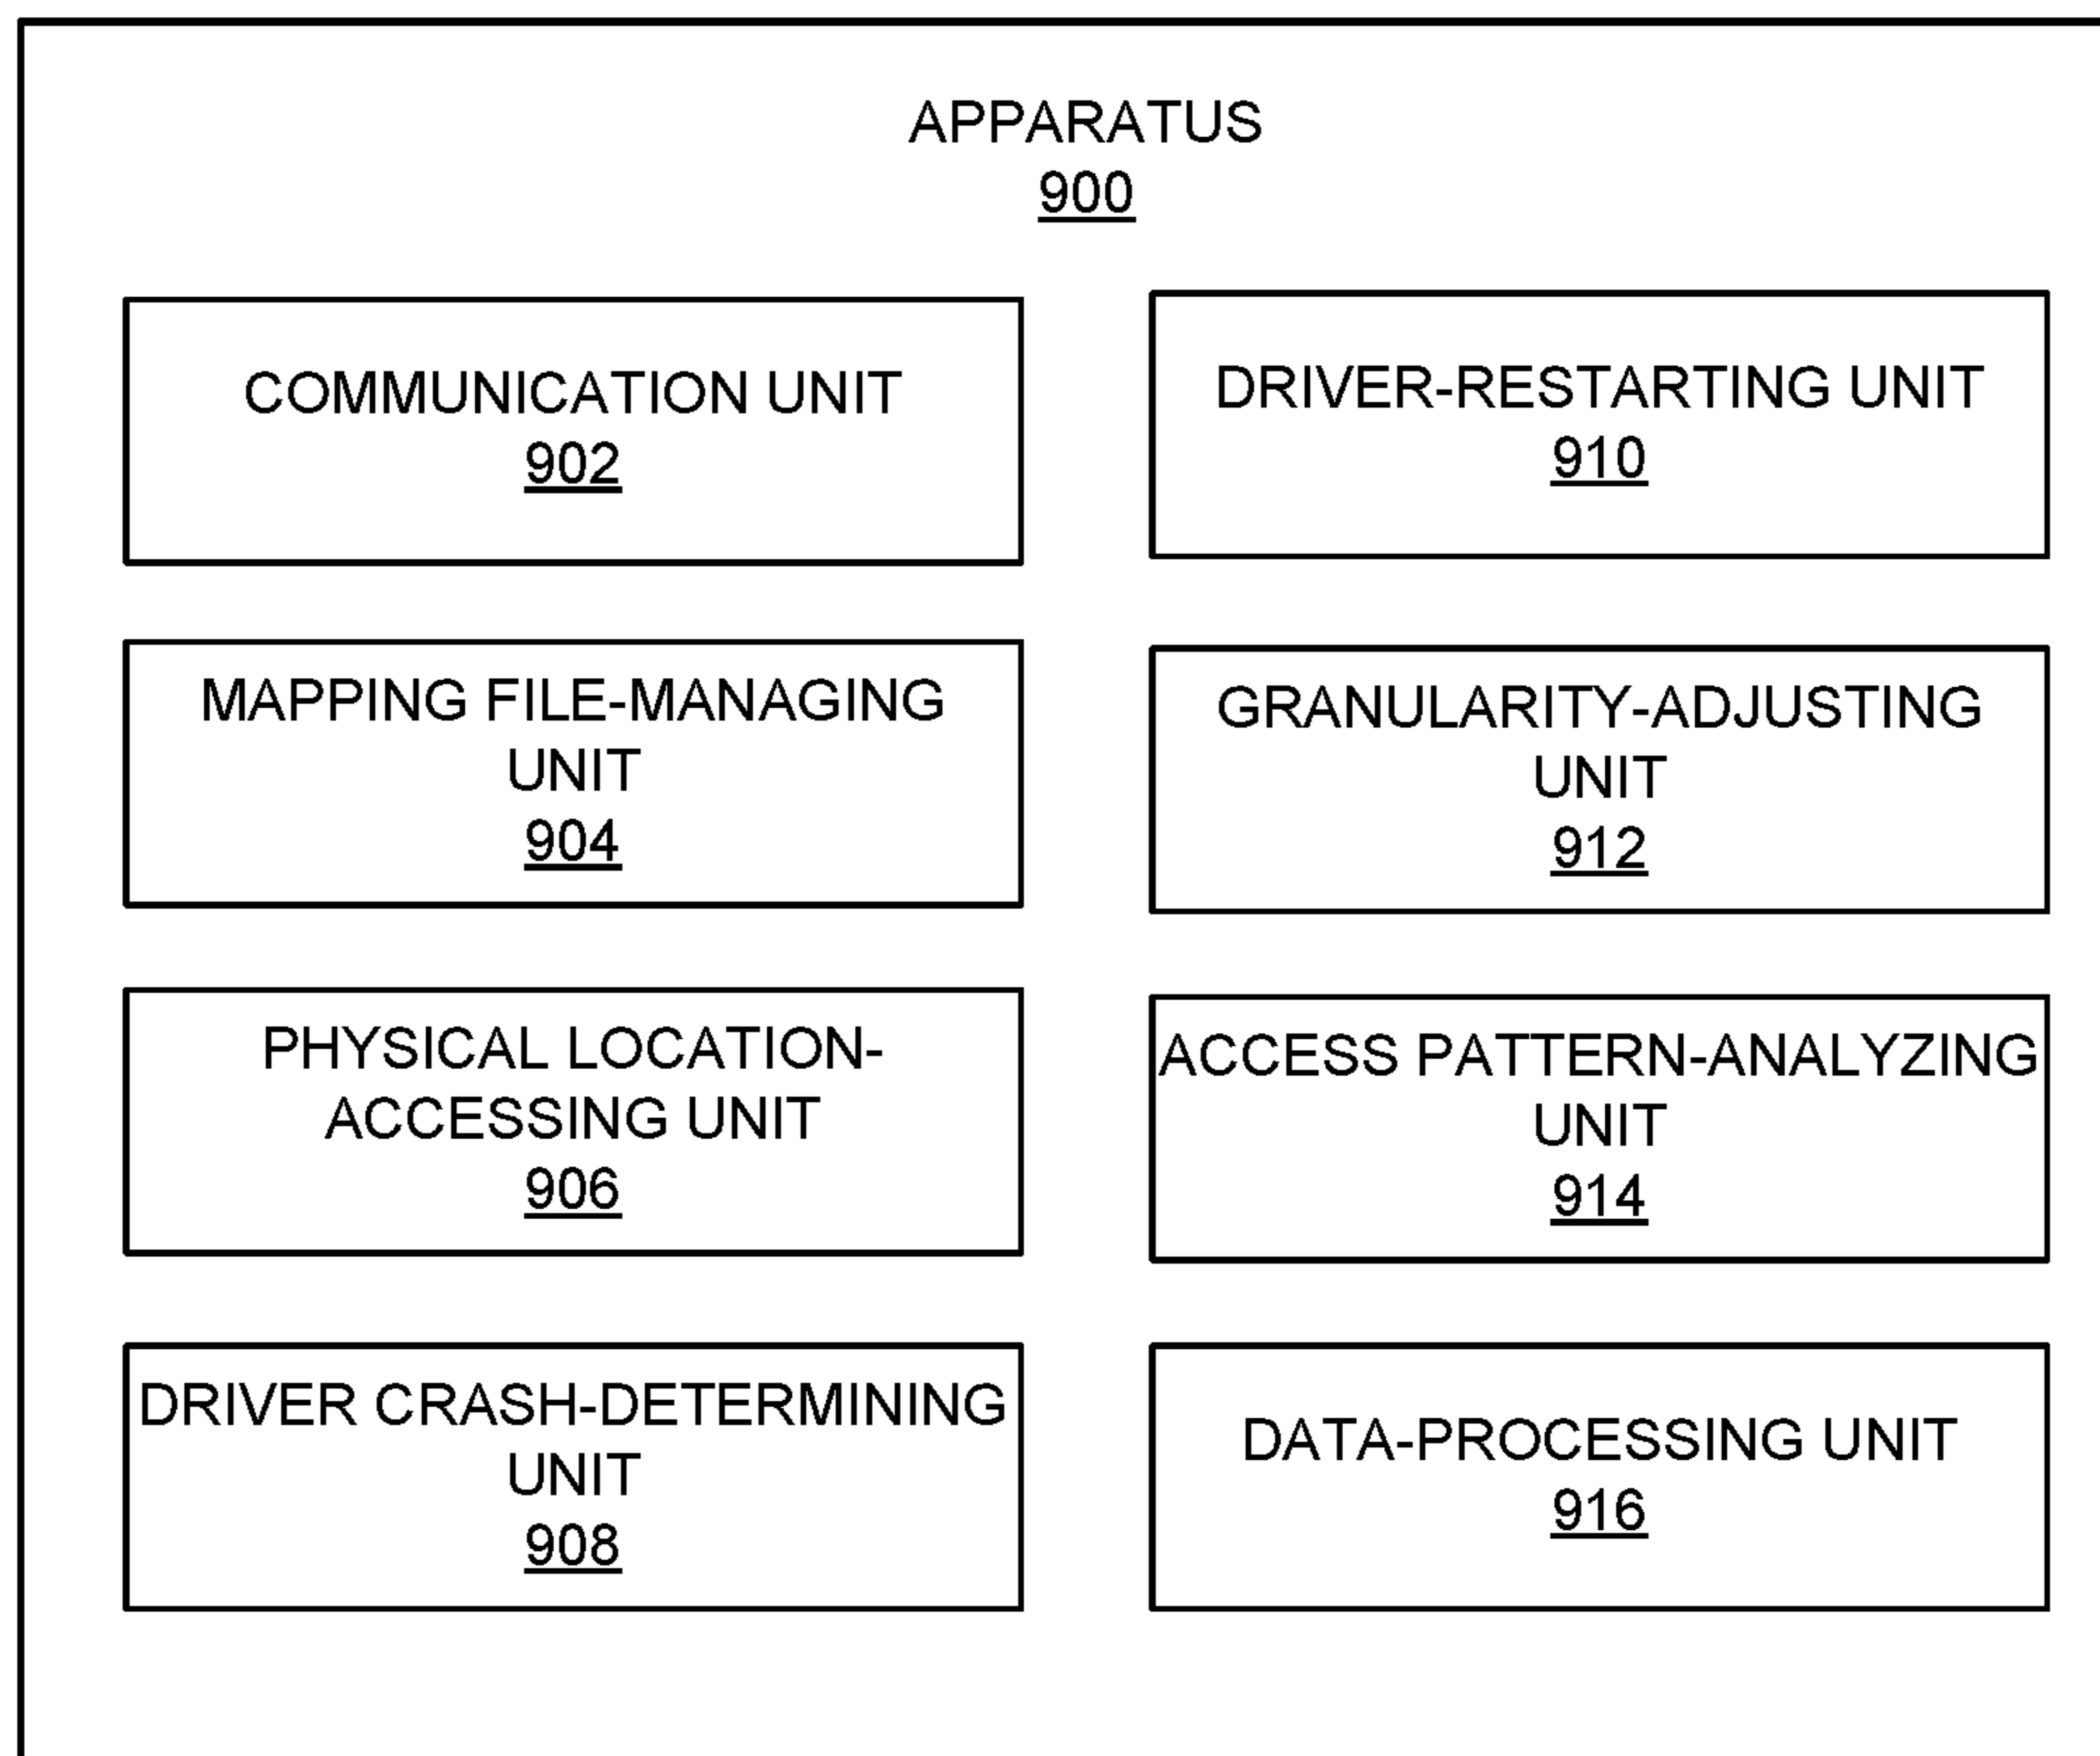 APPARATUS
900
COMMUNICATION UNIT
902
MAPPING FILE-MANAGING
UNIT
904
PHYSICAL LOCATION-
ACCESSING UNIT
906
DRIVER CRASH-DETERMINING
UNIT
908
DRIVER-RESTARTING UNIT
910
GRANULARITY-ADJUSTING
UNIT
912
ACCESS PATTERN-ANALYZING
UNIT
914
DATA-PROCESSING UNIT
916